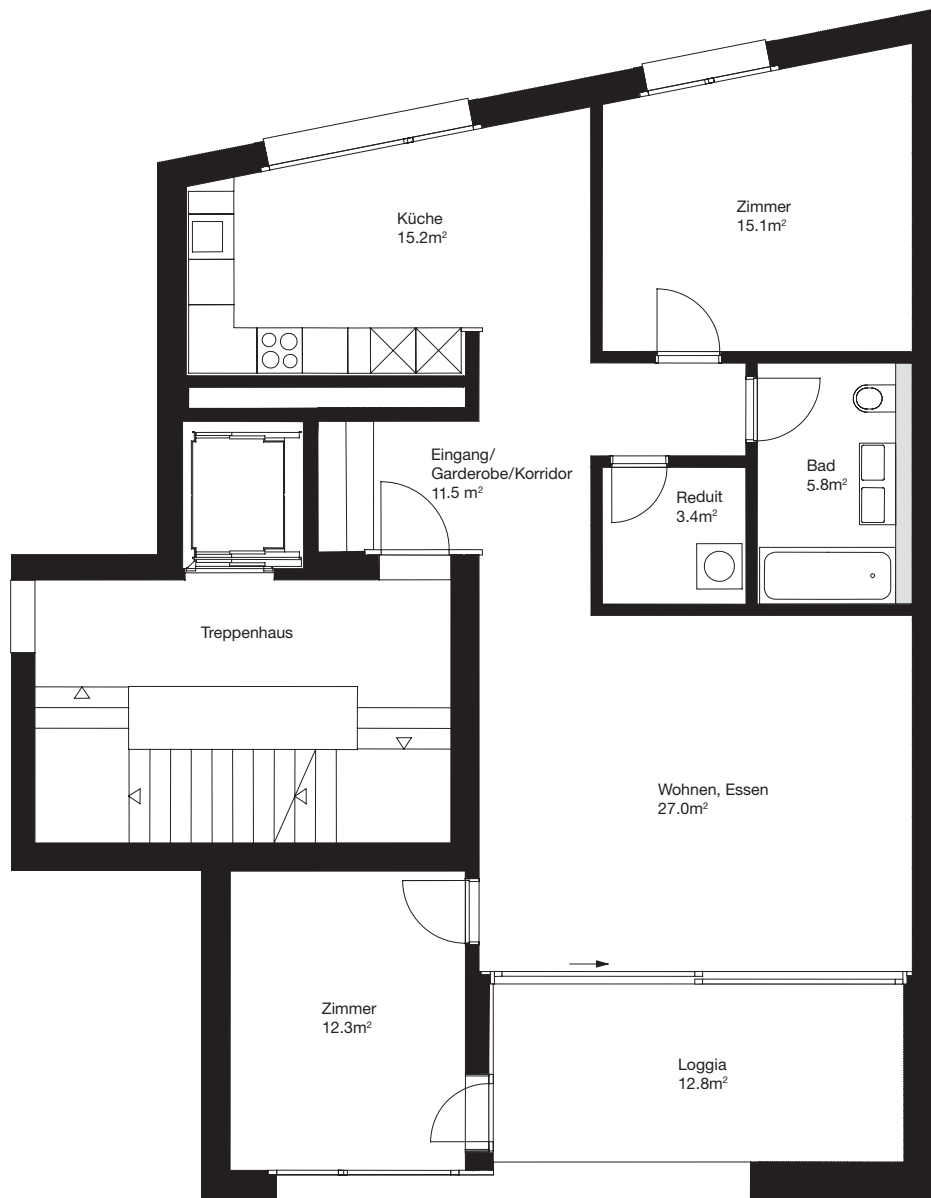 Küche
15.2m²
Zimmer
15.1m²
Eingang/
Garderobe/Korridor
11.5 m²
Reduit
3.4m²
Bad
5.8m²
Treppenhaus
Wohnen, Essen
27.0m²
Zimmer
12.3m²
Loggia
12.8m²